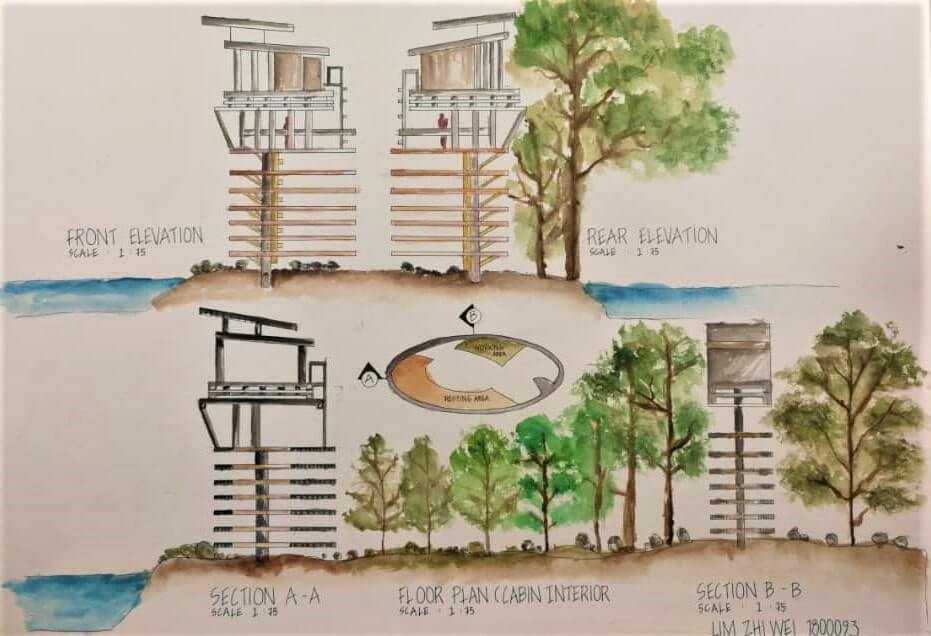 FRONT ELEVATION
SCALE : 1:75
REAR ELEVATION
SCALE : 1:75
B
A
WORKING
AREA
RESTING AREA
SECTION A-A
SCALE : 1:75
FLOOR PLAN (CABIN INTERIOR
SCALE : 1:75
SECTION B-B
SCALE : 1:75
LIM ZHI WEI 1800093